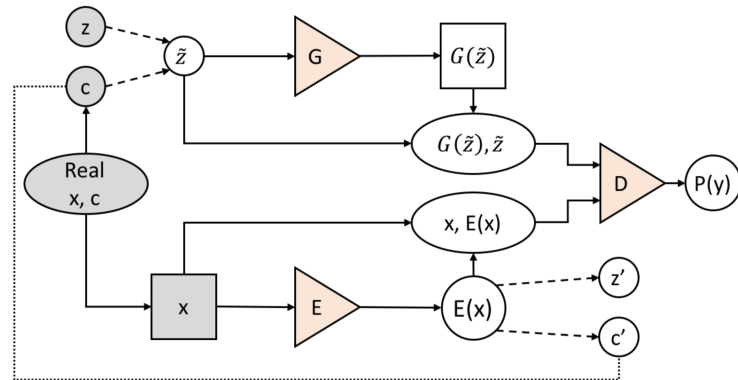 z
z̃
G
G(z̃)
c
G(z̃), z̃
Real
x, c
D
P(y)
x, E(x)
z'
x
E
E(x)
c'